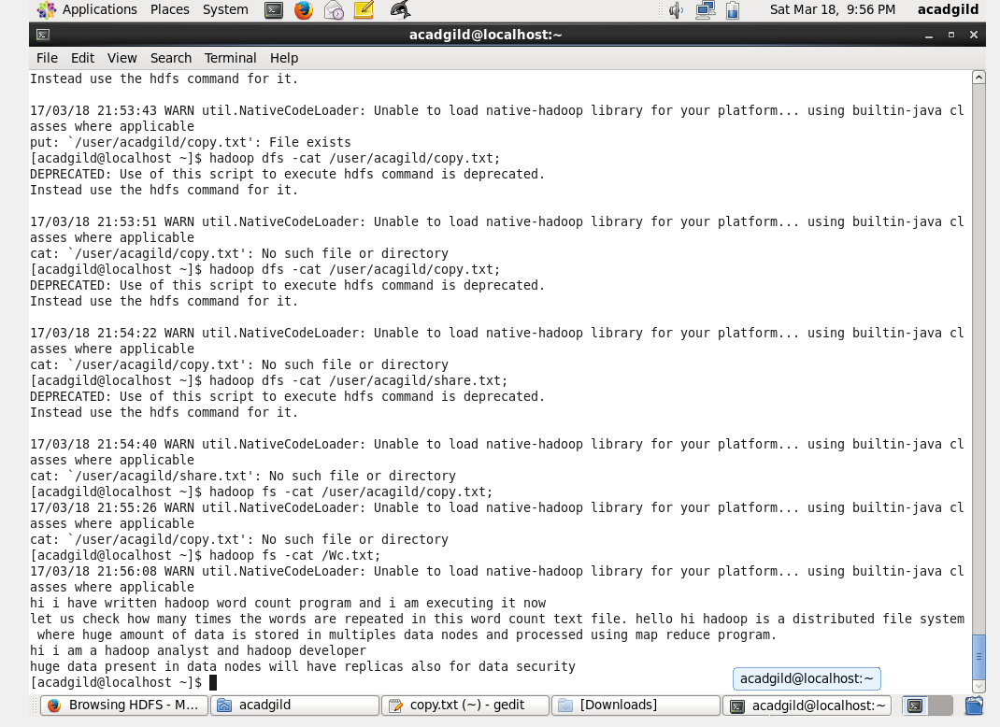 Applications Places System Sat Mar 18, 9:56 PM acadgild
acadgild@localhost:~
File Edit View Search Terminal Help
Instead use the hdfs command for it.
17/03/18 21:53:43 WARN util.NativeCodeLoader: Unable to load native-hadoop library for your platform... using builtin-java cl
asses where applicable
put: `/user/acadgild/copy.txt': File exists
[acadgild@localhost ~]$ hadoop dfs -cat /user/acagild/copy.txt;
DEPRECATED: Use of this script to execute hdfs command is deprecated.
Instead use the hdfs command for it.
17/03/18 21:53:51 WARN util.NativeCodeLoader: Unable to load native-hadoop library for your platform... using builtin-java cl
asses where applicable
cat: `/user/acagild/copy.txt': No such file or directory
[acadgild@localhost ~]$ hadoop dfs -cat /user/acagild/copy.txt;
DEPRECATED: Use of this script to execute hdfs command is deprecated.
Instead use the hdfs command for it.
17/03/18 21:54:22 WARN util.NativeCodeLoader: Unable to load native-hadoop library for your platform... using builtin-java cl
asses where applicable
cat: `/user/acagild/copy.txt': No such file or directory
[acadgild@localhost ~]$ hadoop dfs -cat /user/acagild/share.txt;
DEPRECATED: Use of this script to execute hdfs command is deprecated.
Instead use the hdfs command for it.
17/03/18 21:54:40 WARN util.NativeCodeLoader: Unable to load native-hadoop library for your platform... using builtin-java cl
asses where applicable
cat: `/user/acagild/share.txt': No such file or directory
[acadgild@localhost ~]$ hadoop fs -cat /user/acagild/copy.txt;
17/03/18 21:55:26 WARN util.NativeCodeLoader: Unable to load native-hadoop library for your platform... using builtin-java cl
asses where applicable
cat: `/user/acagild/copy.txt': No such file or directory
[acadgild@localhost ~]$ hadoop fs -cat /Wc.txt;
17/03/18 21:56:08 WARN util.NativeCodeLoader: Unable to load native-hadoop library for your platform... using builtin-java cl
asses where applicable
hi i have written hadoop word count program and i am executing it now
let us check how many times the words are repeated in this word count text file. hello hi hadoop is a distributed file system
where huge amount of data is stored in multiples data nodes and processed using map reduce program.
hi i am a hadoop analyst and hadoop developer
huge data present in data nodes will have replicas also for data security
[acadgild@localhost ~]$
acadgild@localhost:~
Browsing HDFS - M... acadgild copy.txt (~) - gedit [Downloads] acadgild@localhost:~